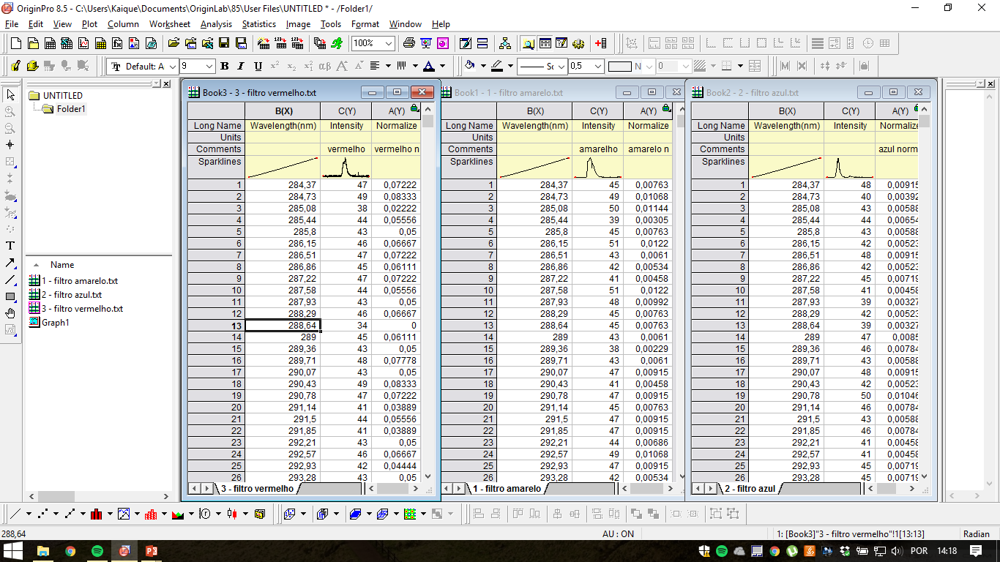 OriginPro 8.5 - C:\Users\Kaique\Documents\OriginLab\85\User Files\UNTITLED * - /Folder1/
File Edit View Plot Column Worksheet Analysis Statistics Image Tools Format Window Help
100%
Default: A 9 B I U x² x₂ αβ A A A 0,5 N 0
UNTITLED
Folder1
Name
1 - filtro amarelo.txt
2 - filtro azul.txt
3 - filtro vermelho.txt
Graph1
Book3 - 3 - filtro vermelho.txt
B(X) C(Y) A(Y)
Long Name Wavelength(nm) Intensity Normalize
Units
Comments vermelho vermelho n
Sparklines
1 284,37 47 0,07222
2 284,73 49 0,08333
3 285,08 38 0,02222
4 285,44 44 0,05556
5 285,8 43 0,05
6 286,15 46 0,06667
7 286,51 47 0,07222
8 286,86 45 0,06111
9 287,22 47 0,07222
10 287,58 44 0,05556
11 287,93 43 0,05
12 288,29 46 0,06667
13 288,64 34 0
14 289 45 0,06111
15 289,36 43 0,05
16 289,71 48 0,07778
17 290,07 43 0,05
18 290,43 49 0,08333
19 290,78 47 0,07222
20 291,14 41 0,03889
21 291,5 44 0,05556
22 291,85 41 0,03889
23 292,21 43 0,05
24 292,57 46 0,06667
25 292,93 42 0,04444
26 293,28 43 0,05
3 - filtro vermelho
Book1 - 1 - filtro amarelo.txt
B(X) C(Y) A(Y)
Long Name Wavelength(nm) Intensity Normalize
Units
Comments amarelho amarelo n
Sparklines
1 284,37 45 0,00763
2 284,73 49 0,01068
3 285,08 50 0,01144
4 285,44 39 0,00305
5 285,8 45 0,00763
6 286,15 51 0,0122
7 286,51 43 0,0061
8 286,86 42 0,00534
9 287,22 41 0,00458
10 287,58 51 0,0122
11 287,93 48 0,00992
12 288,29 45 0,00763
13 288,64 45 0,00763
14 289 43 0,0061
15 289,36 38 0,00229
16 289,71 43 0,0061
17 290,07 47 0,00915
18 290,43 41 0,00458
19 290,78 47 0,00915
20 291,14 45 0,00763
21 291,5 47 0,00915
22 291,85 47 0,00915
23 292,21 44 0,00686
24 292,57 49 0,01068
25 292,93 47 0,00915
26 293,28 42 0,00534
1 - filtro amarelo
Book2 - 2 - filtro azul.txt
B(X) C(Y) A(Y)
Long Name Wavelength(nm) Intensity Normalize
Units
Comments azul norm
Sparklines
1 284,37 48 0,00915
2 284,73 40 0,00392
3 285,08 43 0,00588
4 285,44 44 0,00654
5 285,8 43 0,00588
6 286,15 42 0,00523
7 286,51 48 0,00915
8 286,86 42 0,00523
9 287,22 45 0,00719
10 287,58 41 0,00458
11 287,93 39 0,00327
12 288,29 42 0,00523
13 288,64 39 0,00327
14 289 47 0,0085
15 289,36 46 0,00784
16 289,71 43 0,00588
17 290,07 48 0,00915
18 290,43 42 0,00523
19 290,78 50 0,01046
20 291,14 46 0,00784
21 291,5 43 0,00588
22 291,85 46 0,00784
23 292,21 41 0,00458
24 292,57 41 0,00458
25 292,93 45 0,00719
26 293,28 45 0,00719
2 - filtro azul
288,64 AU : ON 1: [Book3]"3 - filtro vermelho"!1[13:13] Radian
POR 14:18